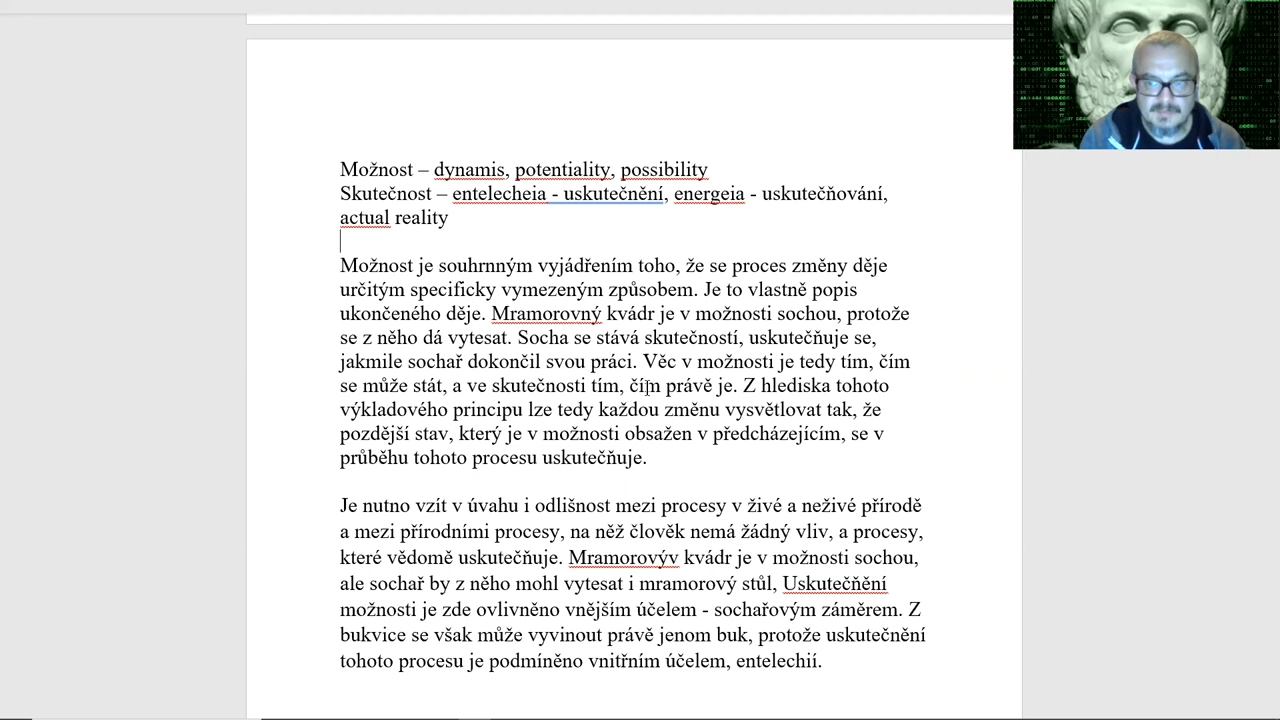 Možnost – dynamis, potentiality, possibility
Skutečnost – entelecheia - uskutečnění, energeia - uskutečňování,
actual reality
Možnost je souhrnným vyjádřením toho, že se proces změny děje
určitým specificky vymezeným způsobem. Je to vlastně popis
ukončeného děje. Mramorovný kvádr je v možnosti sochou, protože
se z něho dá vytesat. Socha se stává skutečností, uskutečňuje se,
jakmile sochař dokončil svou práci. Věc v možnosti je tedy tím, čím
se může stát, a ve skutečnosti tím, čím právě je. Z hlediska tohoto
výkladového principu lze tedy každou změnu vysvětlovat tak, že
pozdější stav, který je v možnosti obsažen v předcházejícím, se v
průběhu tohoto procesu uskutečňuje.
Je nutno vzít v úvahu i odlišnost mezi procesy v živé a neživé přírodě
a mezi přírodními procesy, na něž člověk nemá žádný vliv, a procesy,
které vědomě uskutečňuje. Mramorovýv kvádr je v možnosti sochou,
ale sochař by z něho mohl vytesat i mramorový stůl, Uskutečňění
možnosti je zde ovlivněno vnějším účelem - sochařovým záměrem. Z
bukvice se však může vyvinout právě jenom buk, protože uskutečnění
tohoto procesu je podmíněno vnitřním účelem, entelechií.